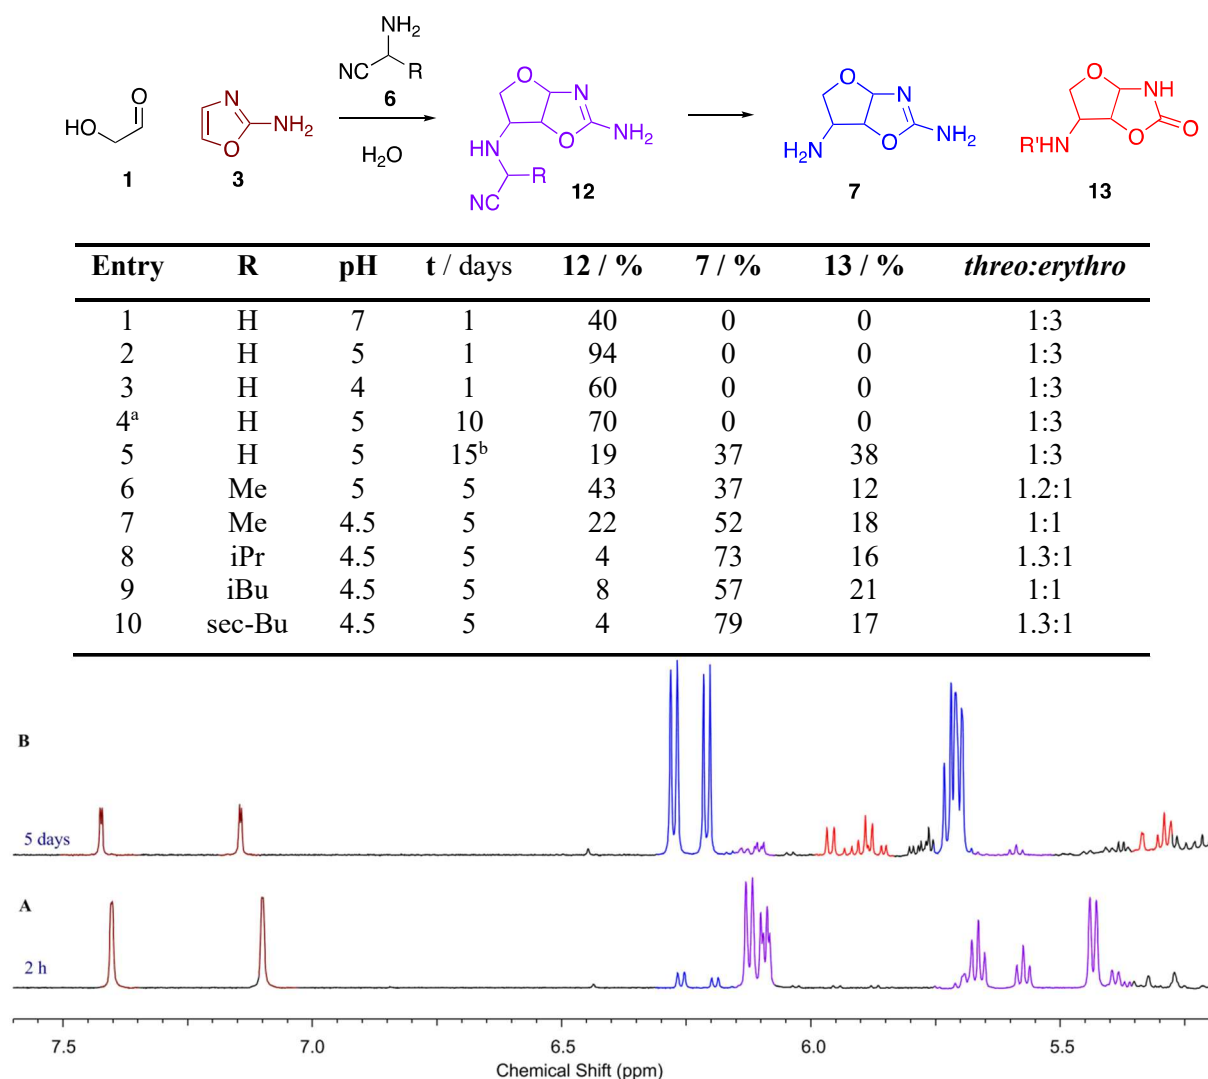 NH₂
NC R
6
O
HO
1
N
O NH₂
3
H₂O
O N
O NH₂
HN
R
NC
12
O N
O NH₂
H₂N
7
O NH
O O
R'HN
13
Entry R pH t / days 12 / % 7 / % 13 / % threo:erythro
1 H 7 1 40 0 0 1:3
2 H 5 1 94 0 0 1:3
3 H 4 1 60 0 0 1:3
4ᵃ H 5 10 70 0 0 1:3
5 H 5 15ᵇ 19 37 38 1:3
6 Me 5 5 43 37 12 1.2:1
7 Me 4.5 5 22 52 18 1:1
8 iPr 4.5 5 4 73 16 1.3:1
9 iBu 4.5 5 8 57 21 1:1
10 sec-Bu 4.5 5 4 79 17 1.3:1
B
5 days
A
2 h
7.5 7.0 6.5 6.0 5.5
Chemical Shift (ppm)